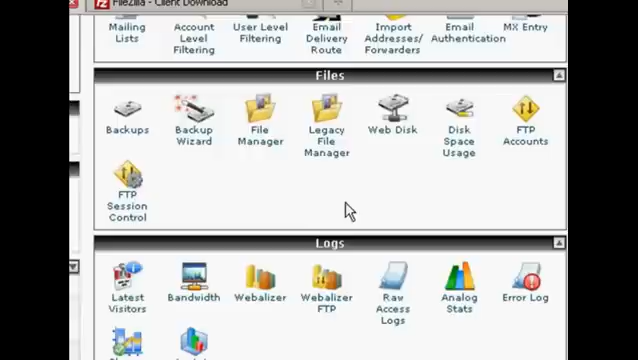 FileZilla - Client Download
Mailing Lists
Account Level Filtering
User Level Filtering
Email Delivery Route
Import Addresses/ Forwarders
Email Authentication
MX Entry
Files
Backups
Backup Wizard
File Manager
Legacy File Manager
Web Disk
Disk Space Usage
FTP Accounts
FTP Session Control
Logs
Latest Visitors
Bandwidth
Webalizer
Webalizer FTP
Raw Access Logs
Analog Stats
Error Log